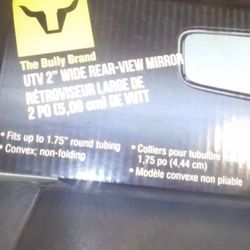 The Bully Brand
UTV 2" WIDE REAR-VIEW MIRROR
RÉTROVISEUR LARGE DE
2 PO (5,08 cm) DE VUTT
• Fits up to 1.75" round tubing
• Convex; non-folding
• Colliers pour tubulure
1,75 po (4,44 cm)
• Modèle convexe non pliable